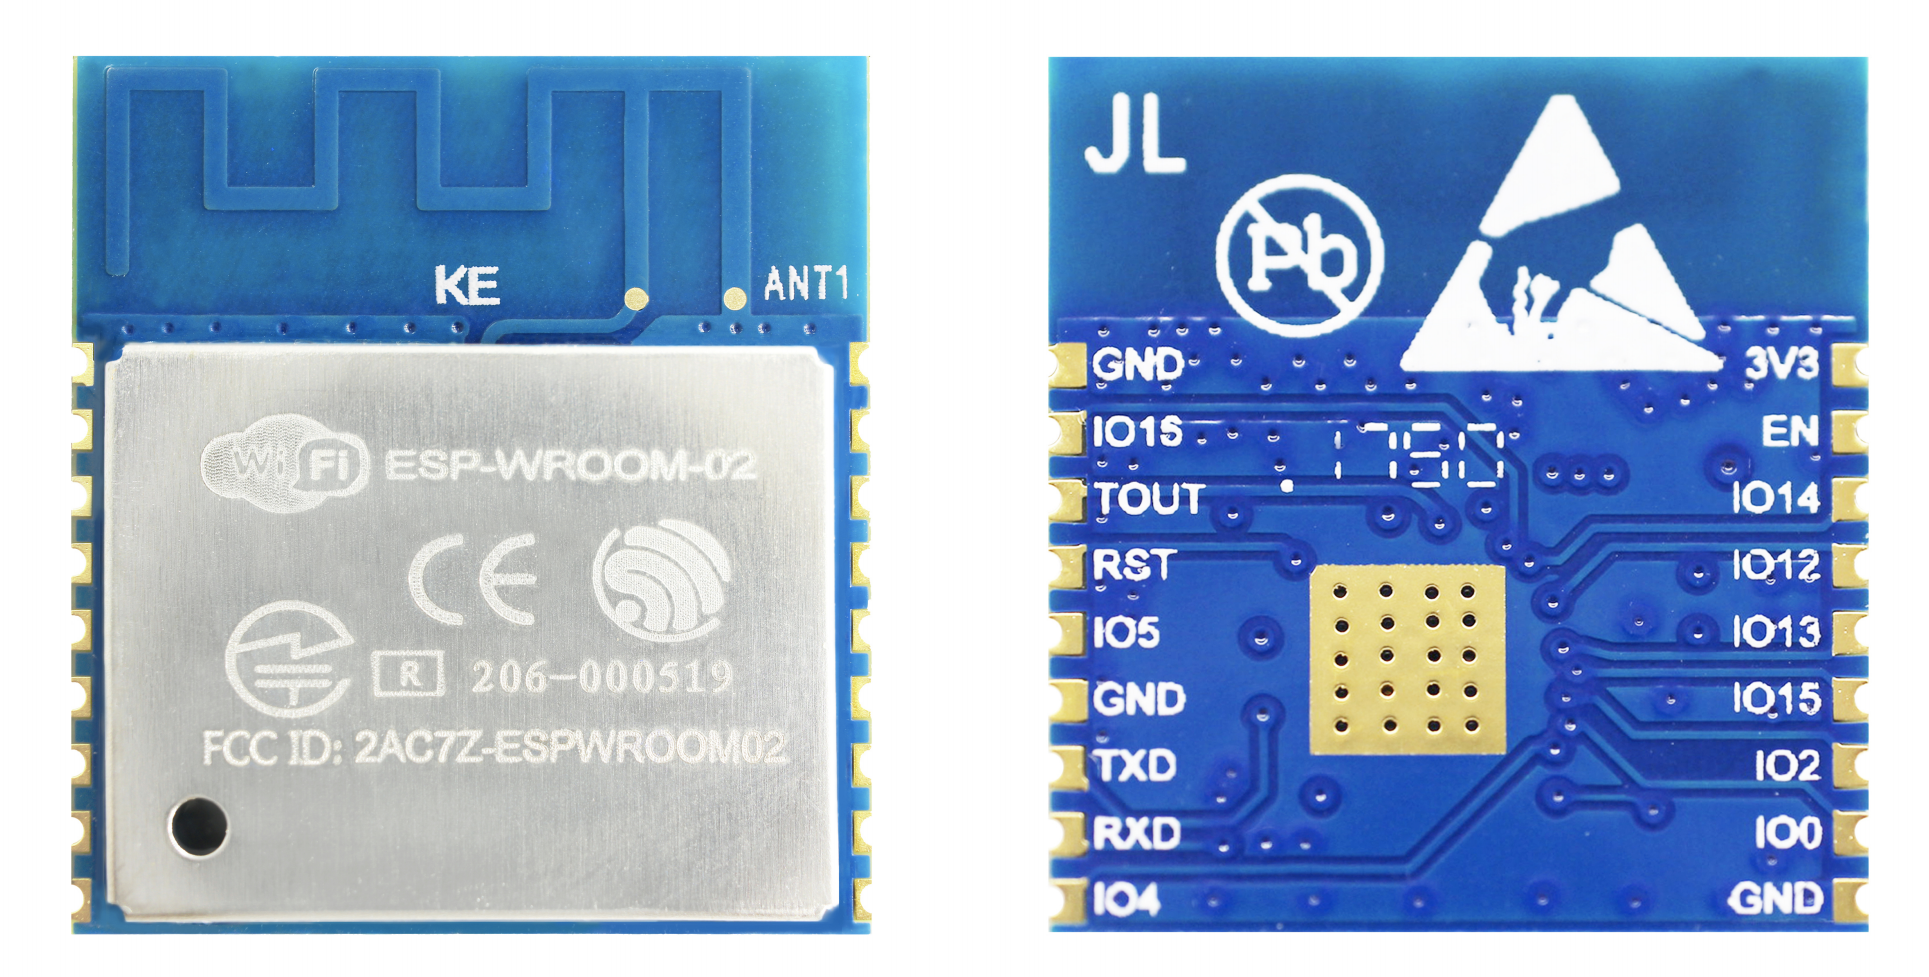 KE
ANT1
Wi Fi ESP-WROOM-02
CE
R 206-000519
FCC ID: 2AC7Z-ESPWROOM02
JL
Pb
GND 3V3
IO16 1780 EN
TOUT IO14
RST IO12
IO5 IO13
GND IO15
TXD IO2
RXD IO0
IO4 GND